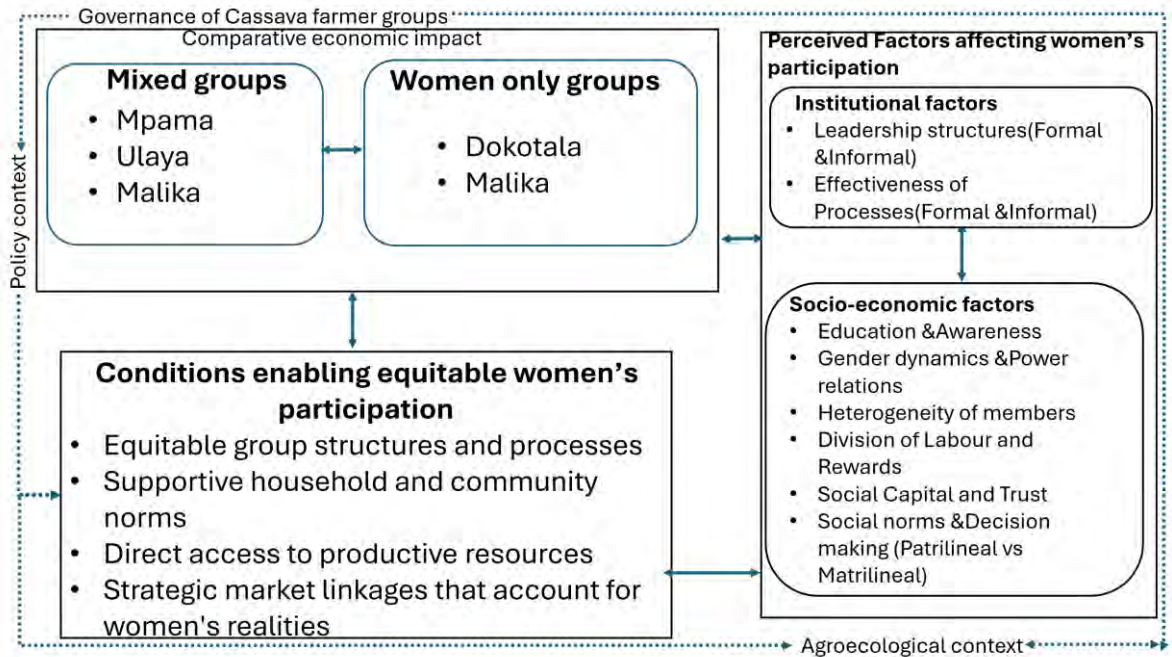 Governance of Cassava farmer groups
Comparative economic impact
Mixed groups
• Mpama
• Ulaya
• Malika
Women only groups
• Dokotala
• Malika
Policy context
Perceived Factors affecting women's
participation
Institutional factors
• Leadership structures(Formal
&Informal)
• Effectiveness of
Processes(Formal &Informal)
Socio-economic factors
• Education &Awareness
• Gender dynamics &Power
relations
• Heterogeneity of members
• Division of Labour and
Rewards
• Social Capital and Trust
• Social norms &Decision
making (Patrilineal vs
Matrilineal)
Conditions enabling equitable women's
participation
• Equitable group structures and processes
• Supportive household and community
norms
• Direct access to productive resources
• Strategic market linkages that account for
women's realities
Agroecological context